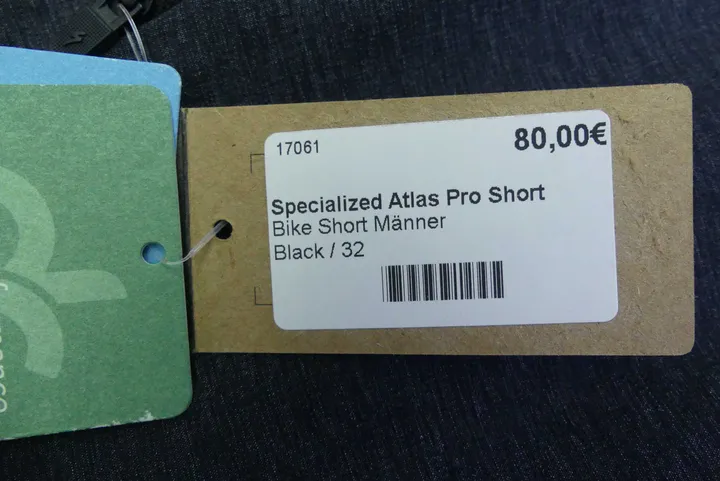 17061
80,00€
Specialized Atlas Pro Short
Bike Short Männer
Black / 32